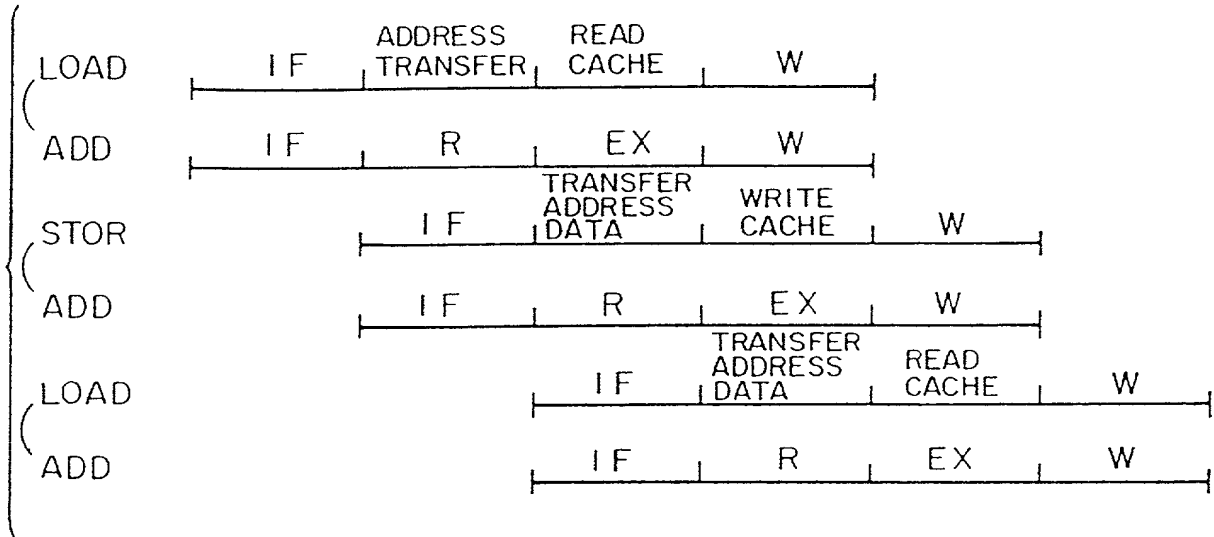 LOAD IF ADDRESS TRANSFER READ CACHE W
ADD IF R EX W
STOR IF TRANSFER ADDRESS DATA WRITE CACHE W
ADD IF R EX W
LOAD IF TRANSFER ADDRESS DATA READ CACHE W
ADD IF R EX W